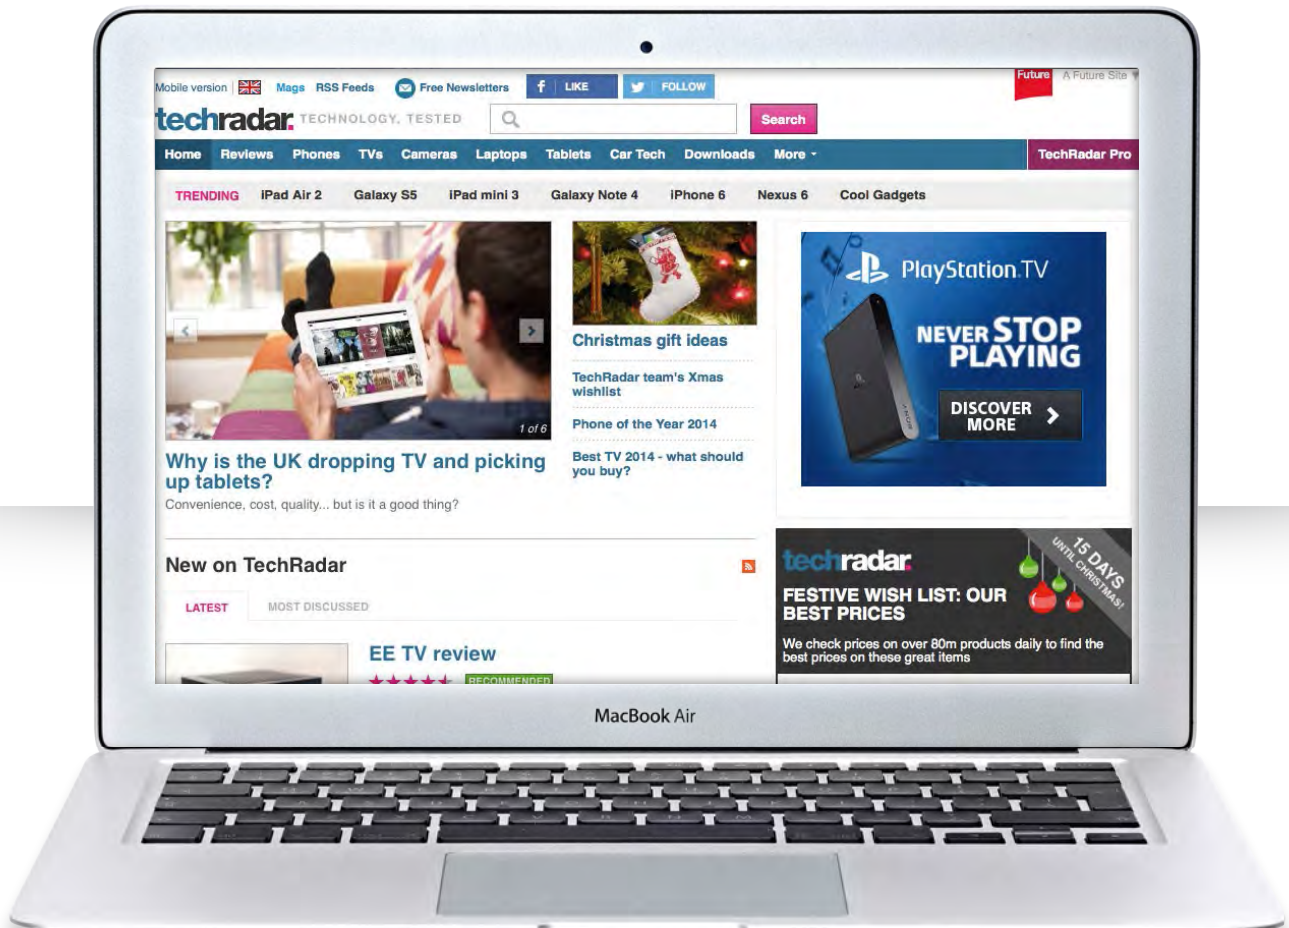 Mobile version
Mags RSS Feeds Free Newsletters f LIKE FOLLOW
Future A Future Site
techradar. TECHNOLOGY, TESTED
Search
Home Reviews Phones TVs Cameras Laptops Tablets Car Tech Downloads More TechRadar Pro
TRENDING iPad Air 2 Galaxy S5 iPad mini 3 Galaxy Note 4 iPhone 6 Nexus 6 Cool Gadgets
1 of 6
Why is the UK dropping TV and picking
up tablets?
Convenience, cost, quality... but is it a good thing?
Christmas gift ideas
TechRadar team's Xmas
wishlist
Phone of the Year 2014
Best TV 2014 - what should
you buy?
PlayStation.TV
NEVER STOP
PLAYING
DISCOVER
MORE
SONY
New on TechRadar
LATEST MOST DISCUSSED
EE TV review
RECOMMENDED
techradar.
15 DAYS
UNTIL CHRISTMAS!
FESTIVE WISH LIST: OUR
BEST PRICES
We check prices on over 80m products daily to find the
best prices on these great items
MacBook Air